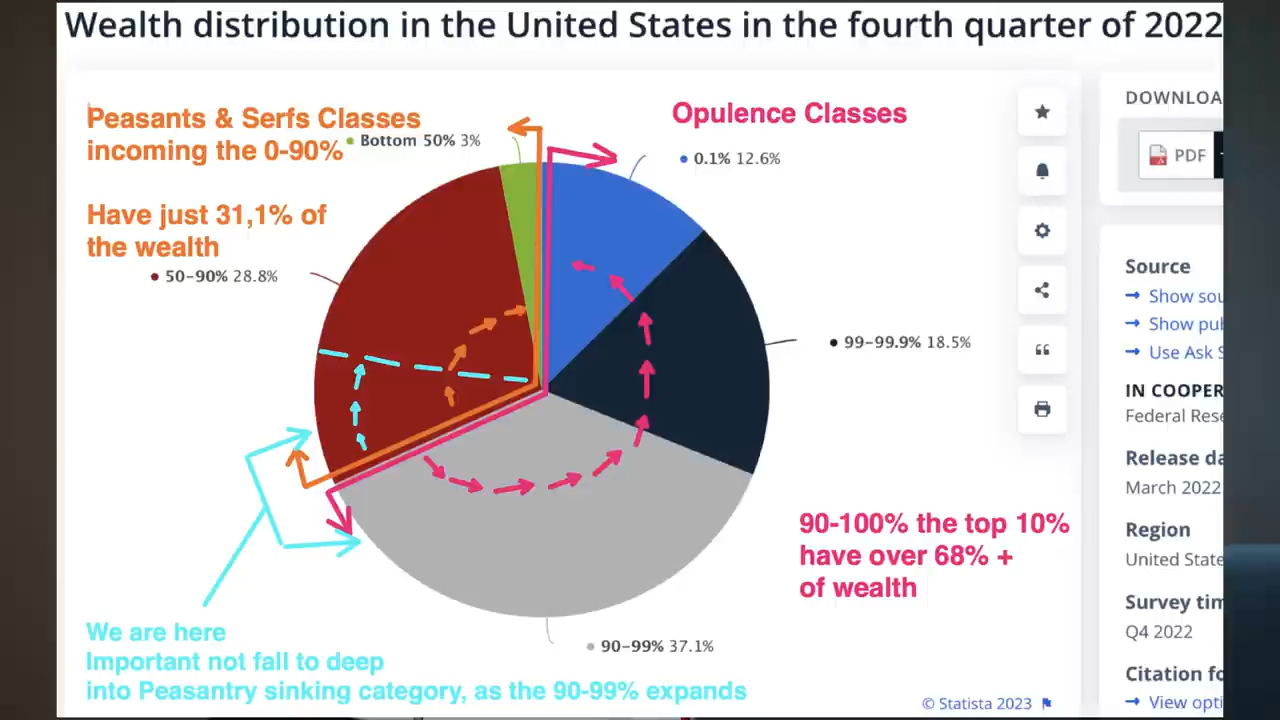 Wealth distribution in the United States in the fourth quarter of 2022
Peasants & Serfs Classes
incoming the 0-90%
Bottom 50% 3%
Have just 31,1% of
the wealth
50–90% 28.8%
Opulence Classes
0.1% 12.6%
99–99.9% 18.5%
90-100% the top 10%
have over 68% +
of wealth
90–99% 37.1%
We are here
Important not fall to deep
into Peasantry sinking category, as the 90-99% expands
© Statista 2023
DOWNLOA
PDF
Source
→ Show sou
→ Show pub
→ Use Ask S
IN COOPER
Federal Rese
Release da
March 2022
Region
United State
Survey tim
Q4 2022
Citation fo
→ View opti